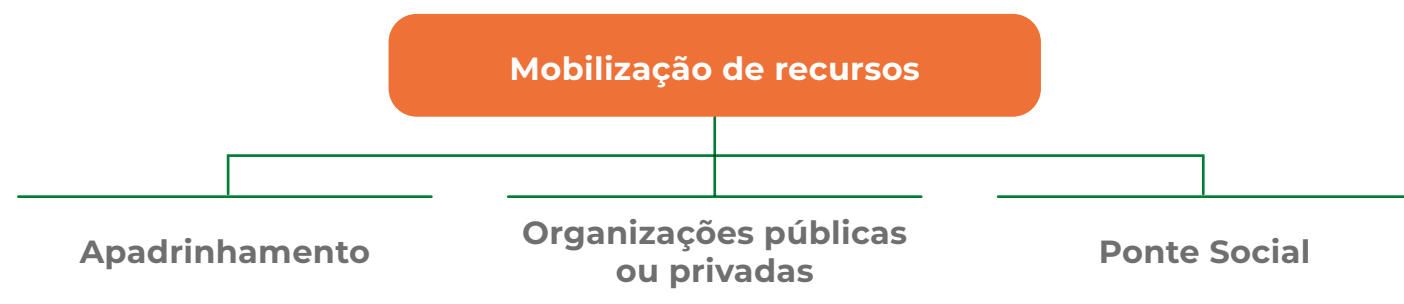 Mobilização de recursos
Apadrinhamento
Organizações públicas
ou privadas
Ponte Social